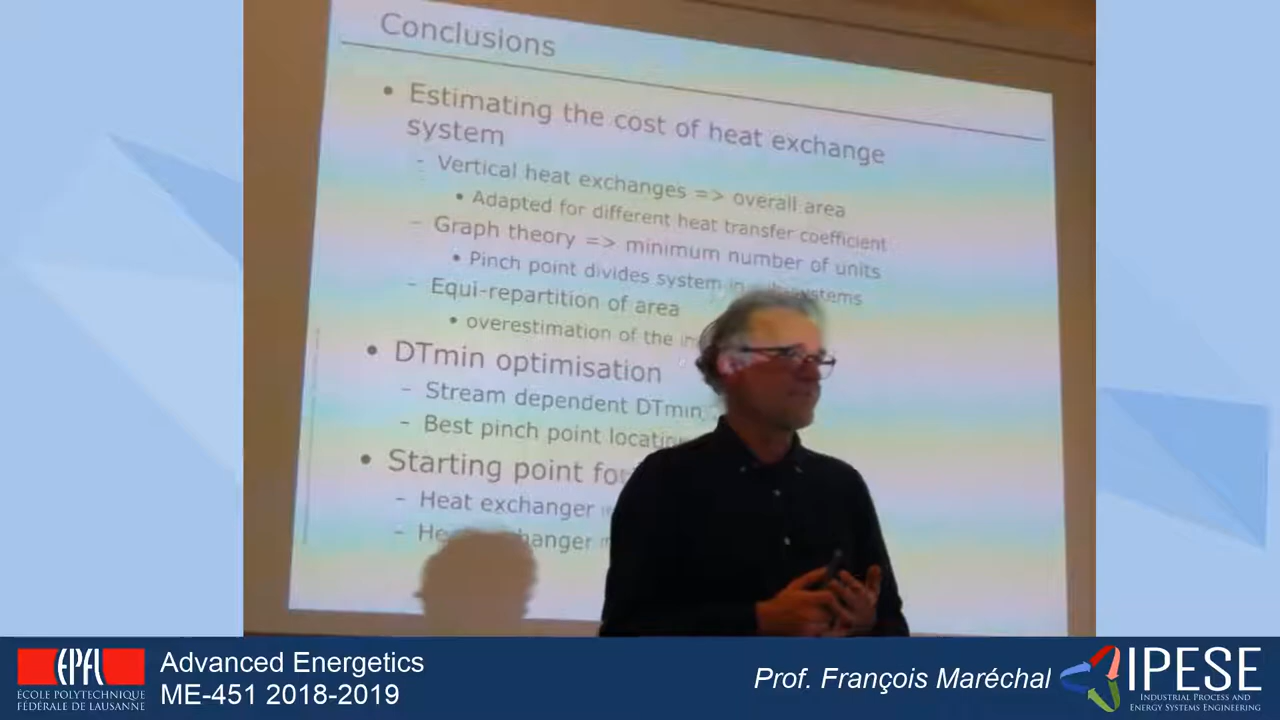 Conclusions
• Estimating the cost of heat exchange
system
– Vertical heat exchanges => overall area
• Adapted for different heat transfer coefficient
– Graph theory => minimum number of units
• Pinch point divides system in
– Equi-repartition of area
• overestimation of the
• DTmin optimisation
– Stream dependent DTmin
– Best pinch point
• Starting point
– Heat exchanger
–
EPFL
ÉCOLE POLYTECHNIQUE
FÉDÉRALE DE LAUSANNE
Advanced Energetics
ME-451 2018-2019
Prof. François Maréchal
IPESE
INDUSTRIAL PROCESS AND
ENERGY SYSTEMS ENGINEERING